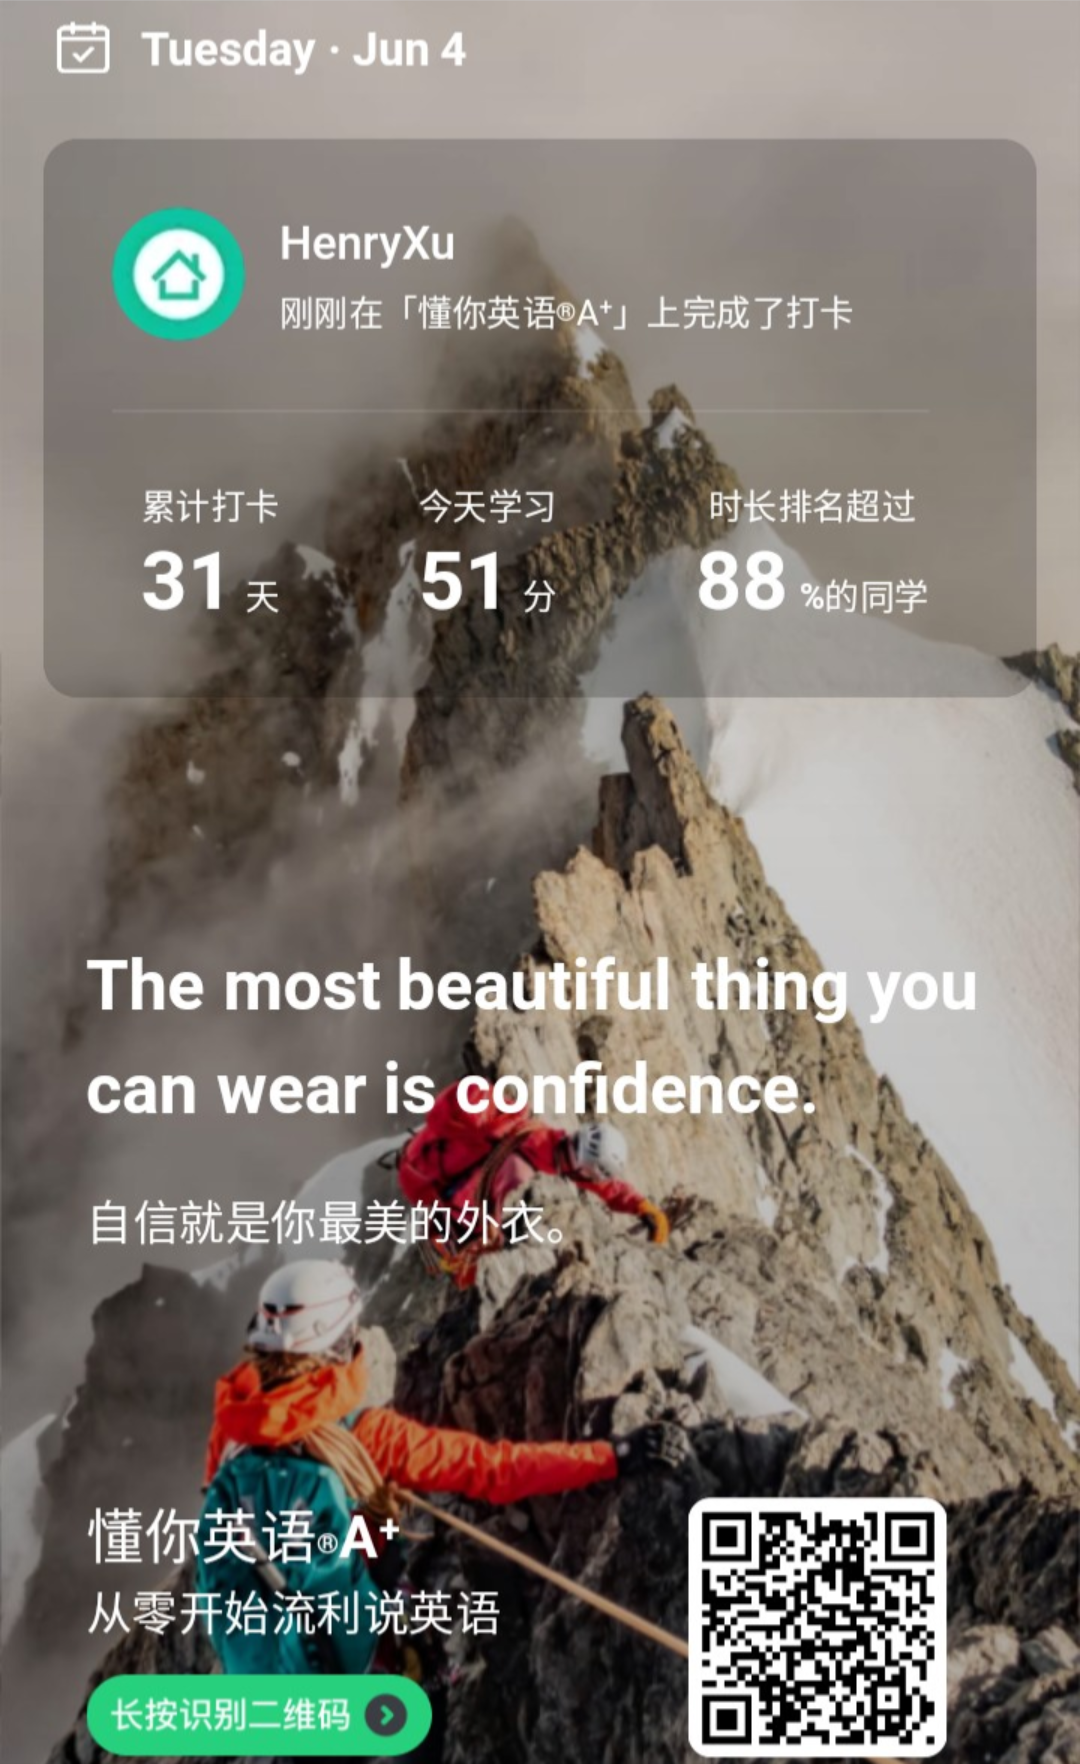 Tuesday · Jun 4
HenryXu
刚刚在「懂你英语®A⁺」上完成了打卡
累计打卡 今天学习 时长排名超过
31 天 51 分 88 %的同学
The most beautiful thing you
can wear is confidence.
自信就是你最美的外衣。
懂你英语®A⁺
从零开始流利说英语
长按识别二维码